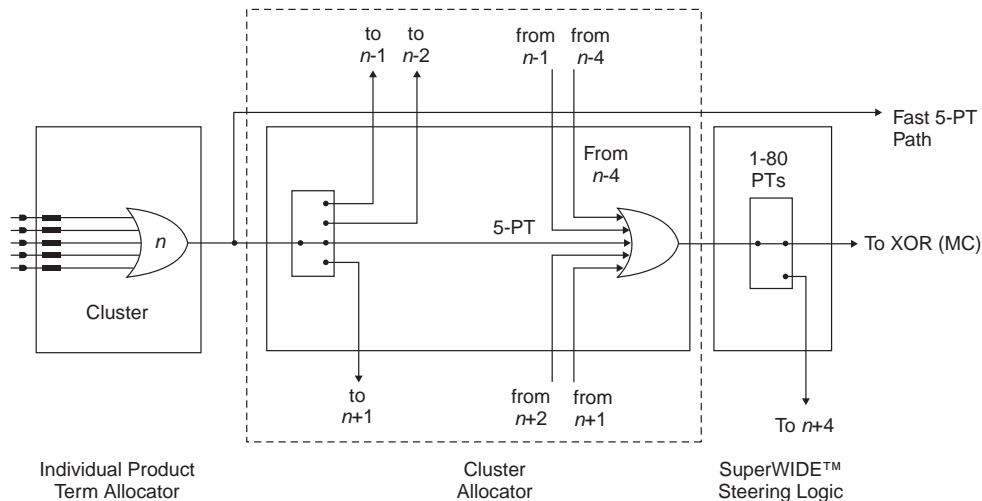 to
n-1
to
n-2
from
n-1
from
n-4
Fast 5-PT
Path
From
n-4
1-80
PTs
n
5-PT
To XOR (MC)
Cluster
to
n+1
from
n+2
from
n+1
To n+4
Individual Product
Term Allocator
Cluster
Allocator
SuperWIDE™
Steering Logic